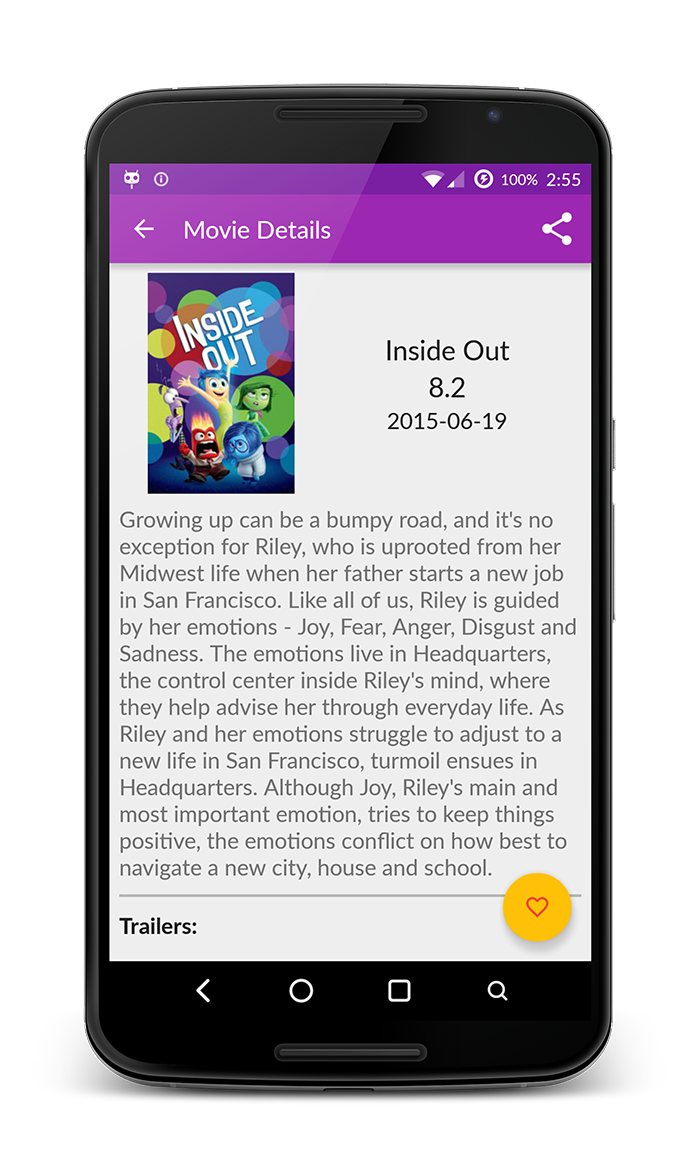 100% 2:55
Movie Details
INSIDE
OUT
Inside Out
8.2
2015-06-19
Growing up can be a bumpy road, and it's no
exception for Riley, who is uprooted from her
Midwest life when her father starts a new job
in San Francisco. Like all of us, Riley is guided
by her emotions - Joy, Fear, Anger, Disgust and
Sadness. The emotions live in Headquarters,
the control center inside Riley's mind, where
they help advise her through everyday life. As
Riley and her emotions struggle to adjust to a
new life in San Francisco, turmoil ensues in
Headquarters. Although Joy, Riley's main and
most important emotion, tries to keep things
positive, the emotions conflict on how best to
navigate a new city, house and school.
Trailers: